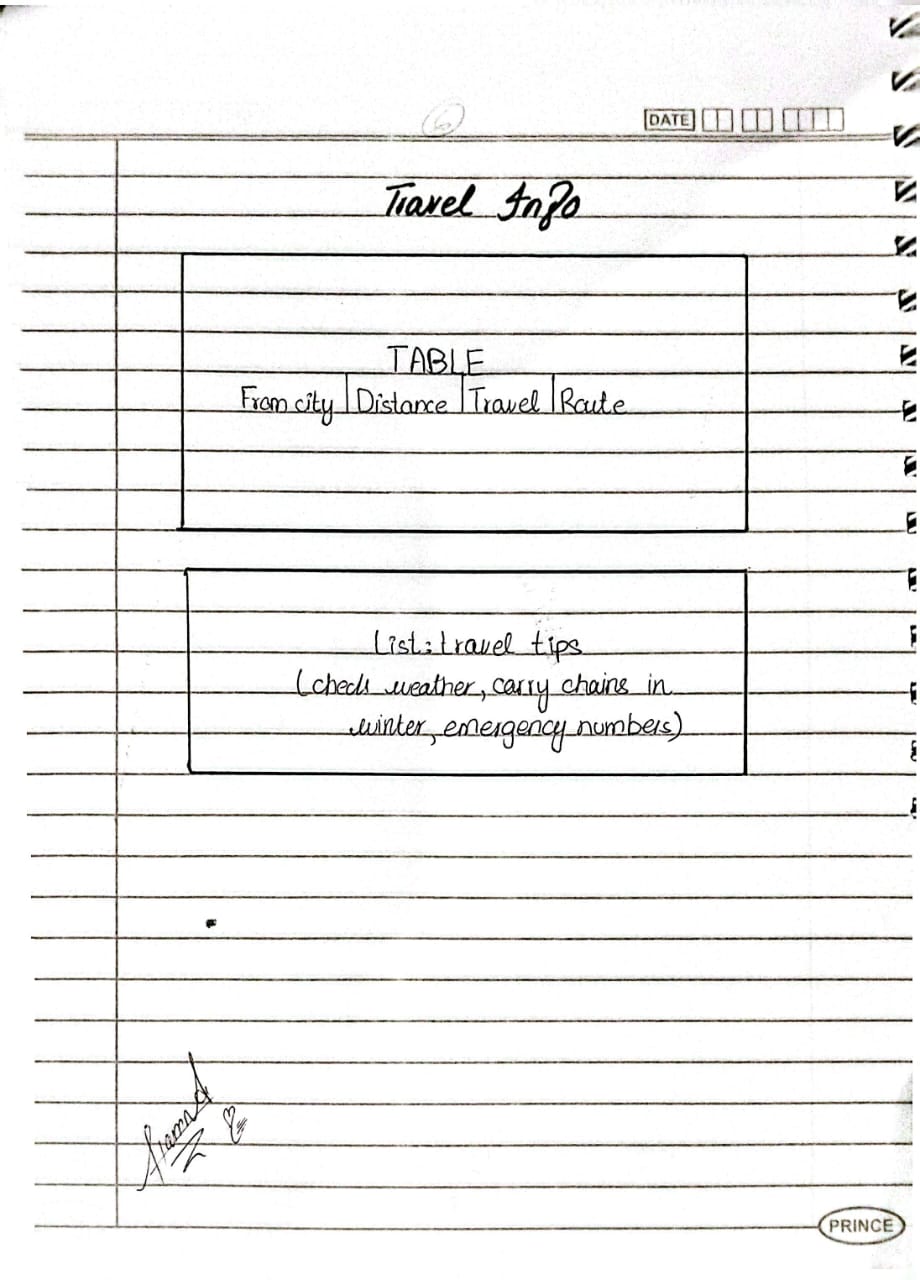 6
DATE
Travel Info
TABLE
From city | Distance | Travel | Route
List: travel tips
(check weather, carry chains in
winter, emergency numbers)
PRINCE